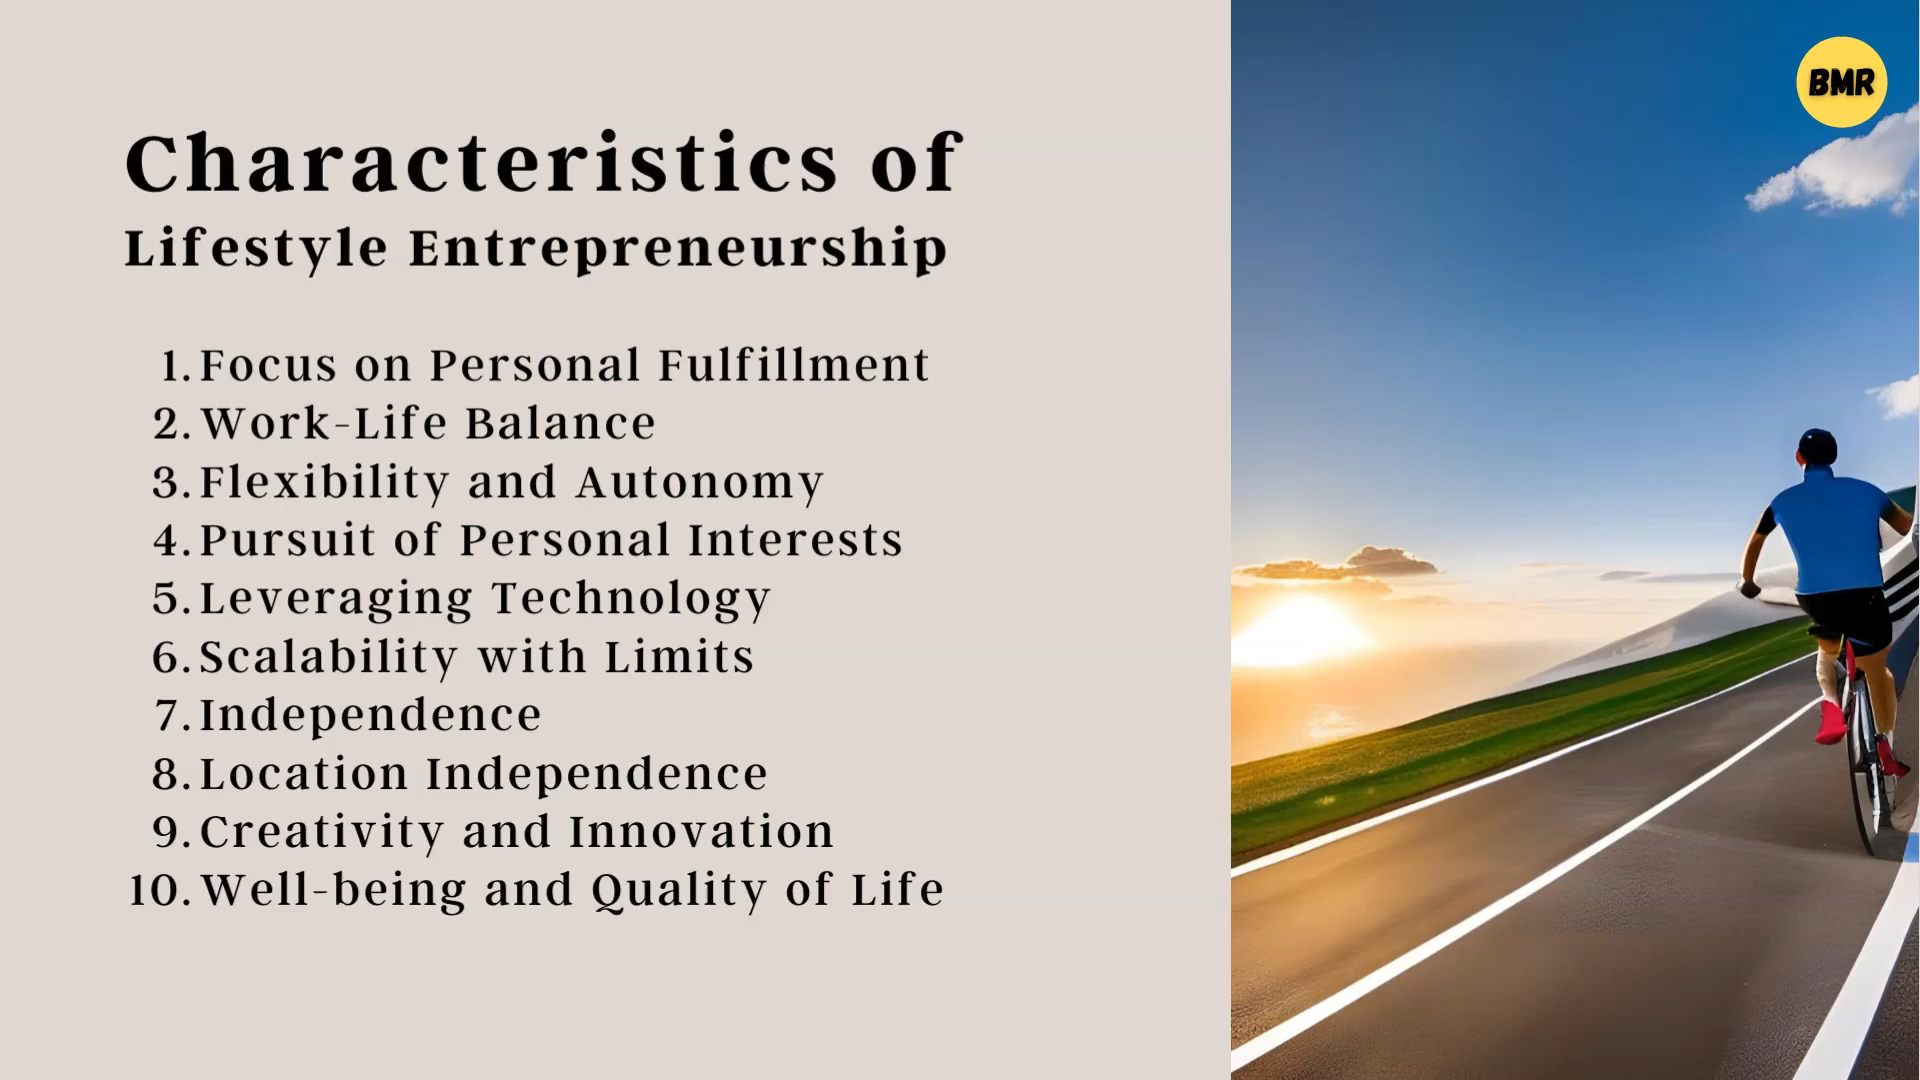 Characteristics of
Lifestyle Entrepreneurship
1. Focus on Personal Fulfillment
2. Work-Life Balance
3. Flexibility and Autonomy
4. Pursuit of Personal Interests
5. Leveraging Technology
6. Scalability with Limits
7. Independence
8. Location Independence
9. Creativity and Innovation
10. Well-being and Quality of Life
BMR